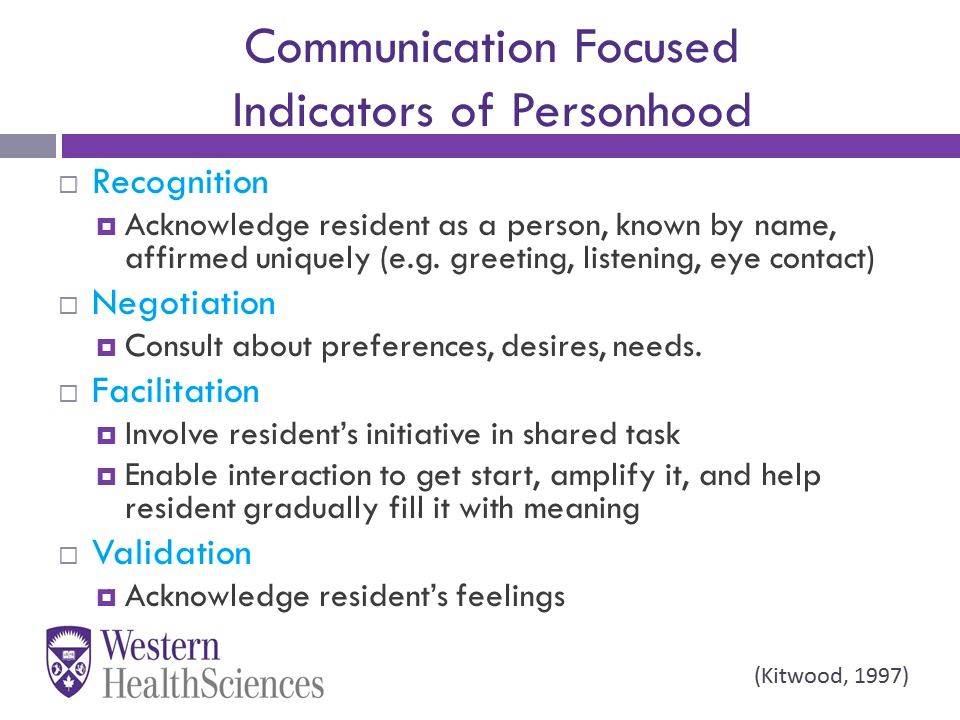 Communication Focused
Indicators of Personhood
Recognition
Acknowledge resident as a person, known by name,
affirmed uniquely (e.g. greeting, listening, eye contact)
Negotiation
Consult about preferences, desires, needs.
Facilitation
Involve resident’s initiative in shared task
Enable interaction to get start, amplify it, and help
resident gradually fill it with meaning
Validation
Acknowledge resident’s feelings
Western
HealthSciences
(Kitwood, 1997)